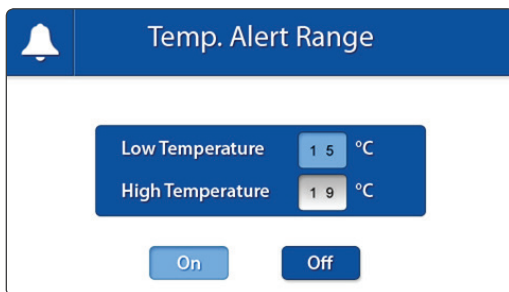 Temp. Alert Range
Low Temperature 15 °C
High Temperature 19 °C
On Off